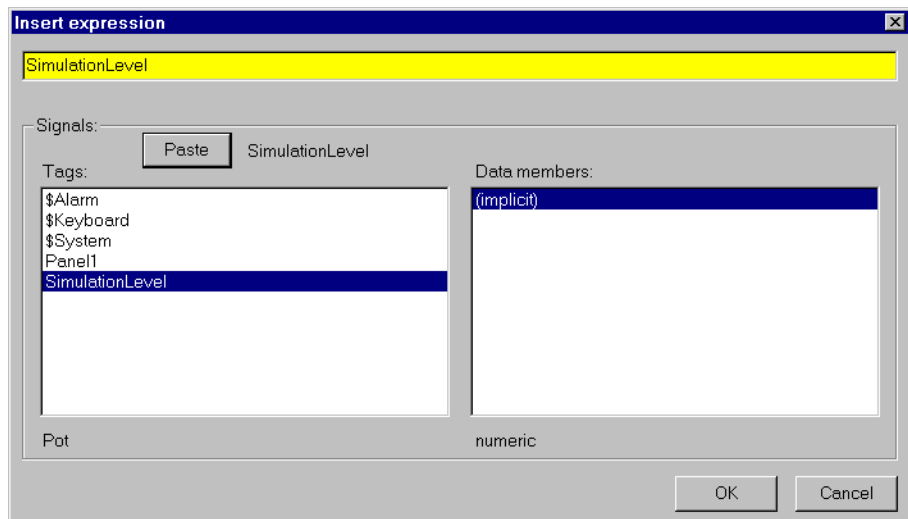 Insert expression
SimulationLevel
Signals:
Paste SimulationLevel
Tags:
$Alarm
$Keyboard
$System
Panel1
SimulationLevel
Pot
Data members:
(implicit)
numeric
OK Cancel